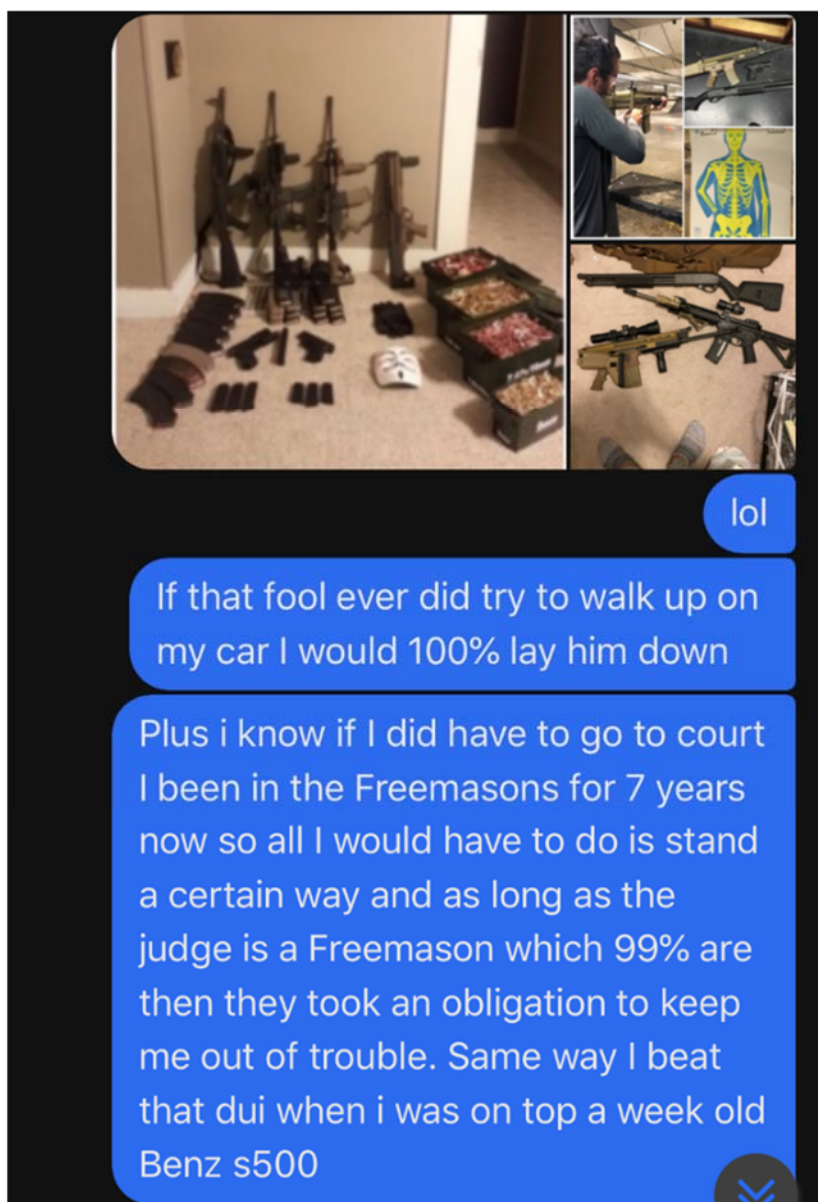 lol
If that fool ever did try to walk up on
my car I would 100% lay him down
Plus i know if I did have to go to court
I been in the Freemasons for 7 years
now so all I would have to do is stand
a certain way and as long as the
judge is a Freemason which 99% are
then they took an obligation to keep
me out of trouble. Same way I beat
that dui when i was on top a week old
Benz s500